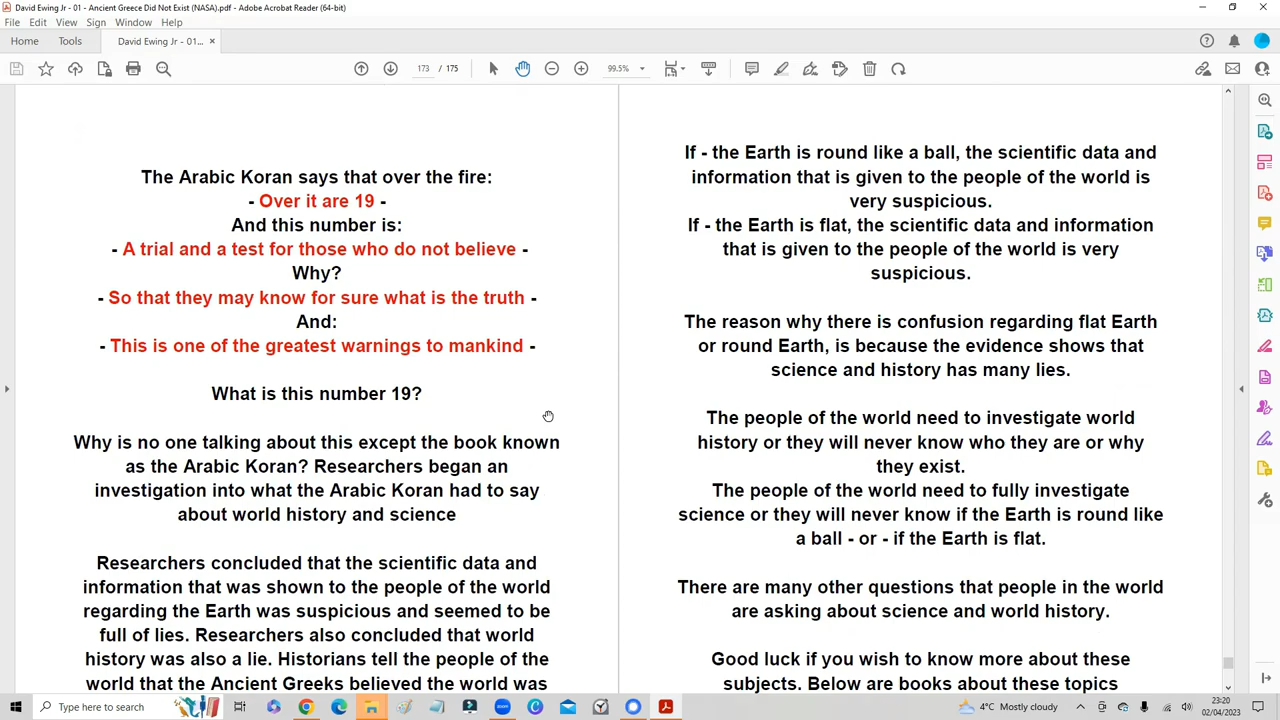 David Ewing Jr - 01 - Ancient Greece Did Not Exist (NASA).pdf - Adobe Acrobat Reader (64-bit)
File Edit View Sign Window Help
Home Tools David Ewing Jr - 01... ×
173 / 175 99.5%
The Arabic Koran says that over the fire:
- Over it are 19 -
And this number is:
- A trial and a test for those who do not believe -
Why?
- So that they may know for sure what is the truth -
And:
- This is one of the greatest warnings to mankind -
What is this number 19?
Why is no one talking about this except the book known
as the Arabic Koran? Researchers began an
investigation into what the Arabic Koran had to say
about world history and science
Researchers concluded that the scientific data and
information that was shown to the people of the world
regarding the Earth was suspicious and seemed to be
full of lies. Researchers also concluded that world
history was also a lie. Historians tell the people of the
world that the Ancient Greeks believed the world was
If - the Earth is round like a ball, the scientific data and
information that is given to the people of the world is
very suspicious.
If - the Earth is flat, the scientific data and information
that is given to the people of the world is very
suspicious.
The reason why there is confusion regarding flat Earth
or round Earth, is because the evidence shows that
science and history has many lies.
The people of the world need to investigate world
history or they will never know who they are or why
they exist.
The people of the world need to fully investigate
science or they will never know if the Earth is round like
a ball - or - if the Earth is flat.
There are many other questions that people in the world
are asking about science and world history.
Good luck if you wish to know more about these
subjects. Below are books about these topics
Type here to search
4°C Mostly cloudy
23:20
02/04/2023